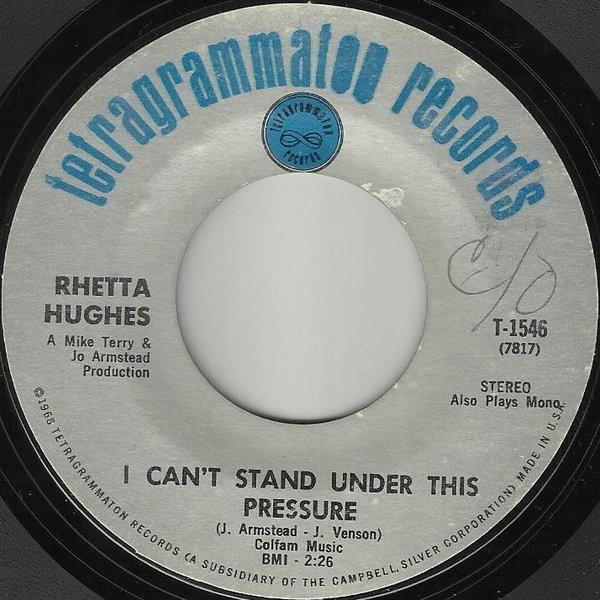 tetragrammaton records
tetragrammaton
records
RHETTA
HUGHES
A Mike Terry &
Jo Armstead
Production
C/O
T-1546
(7817)
STEREO
Also Plays Mono
I CAN'T STAND UNDER THIS
PRESSURE
(J. Armstead - J. Venson)
Colfam Music
BMI - 2:26
©1968 TETRAGRAMMATON RECORDS (A SUBSIDIARY OF THE CAMPBELL, SILVER CORPORATION) MADE IN U.S.A.